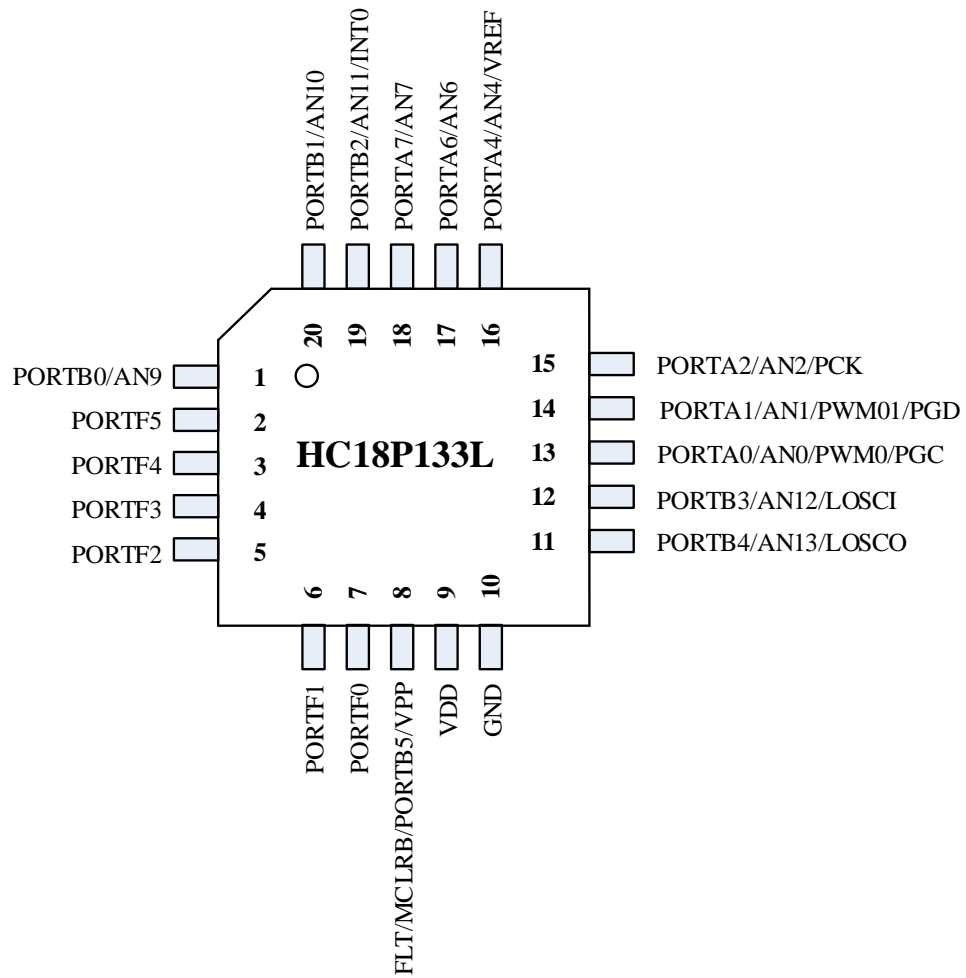 PORTB1/AN10
PORTB2/AN11/INT0
PORTA7/AN7
PORTA6/AN6
PORTA4/AN4/VREF
20
19
18
17
16
PORTB0/AN9
1
PORTF5
2
PORTF4
3
PORTF3
4
PORTF2
5
HC18P133L
15
PORTA2/AN2/PCK
14
PORTA1/AN1/PWM01/PGD
13
PORTA0/AN0/PWM0/PGC
12
PORTB3/AN12/LOSCI
11
PORTB4/AN13/LOSCO
6
7
8
9
10
PORTF1
PORTF0
FLT/MCLRB/PORTB5/VPP
VDD
GND